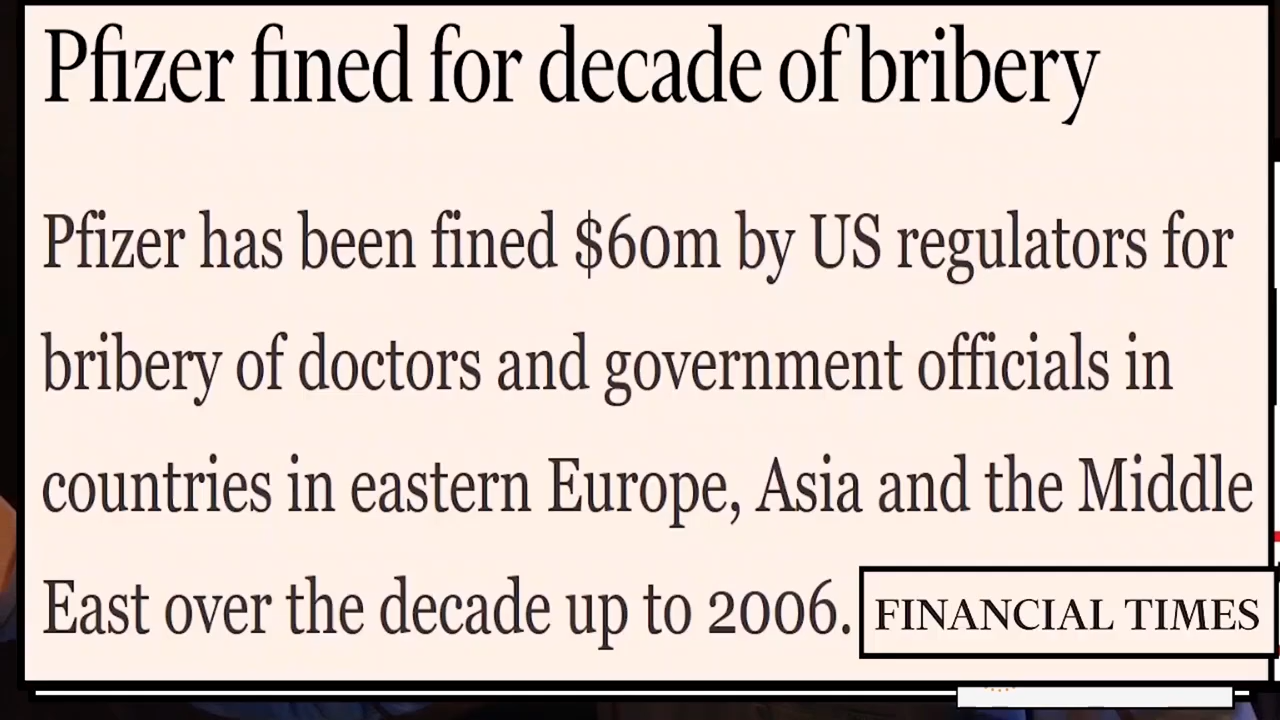 Pfizer fined for decade of bribery
Pfizer has been fined $60m by US regulators for
bribery of doctors and government officials in
countries in eastern Europe, Asia and the Middle
East over the decade up to 2006.
FINANCIAL TIMES